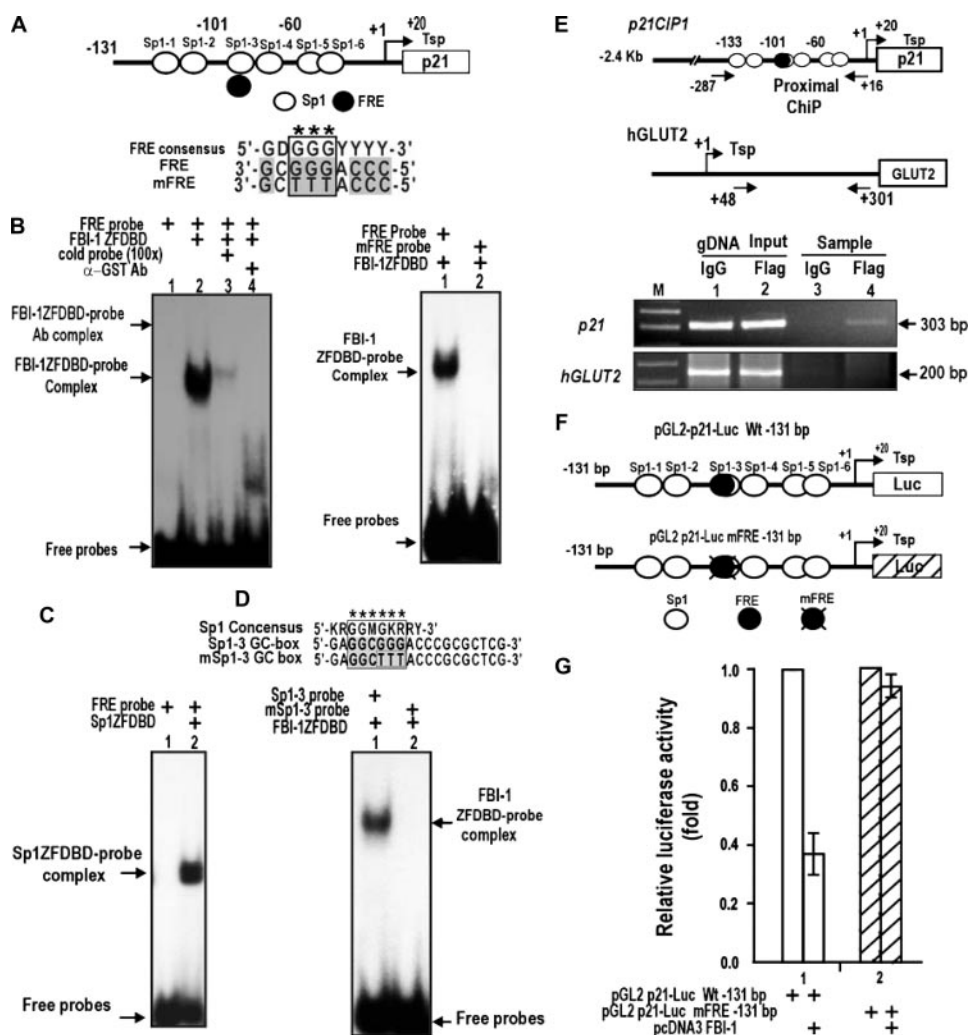 A
-131
-101
-60
+1
+20
Sp1-1 Sp1-2 Sp1-3 Sp1-4 Sp1-5 Sp1-6
Tsp
p21
Sp1 FRE
***
FRE consensus 5'-GDGGGYYYY-3'
FRE 3'-GCGGGACCC-5'
mFRE 3'-GCTTTACCC-5'
B
FRE probe + + + +
FBI-1 ZFDBD + + +
cold probe (100x) +
α-GST Ab +
1 2 3 4
FBI-1ZFDBD-probe
Ab complex
FBI-1ZFDBD-probe
Complex
Free probes
FRE Probe +
mFRE probe +
FBI-1ZFDBD + +
1 2
FBI-1
ZFDBD-probe
Complex
Free probes
C
FRE probe + +
Sp1ZFDBD +
1 2
Sp1ZFDBD-probe
complex
Free probes
D
******
Sp1 Consensus 5'-KRGGMGKRRY-3'
Sp1-3 GC-box 5'-GAGGCGGGACCCGCGCTCG-3'
mSp1-3 GC box 5'-GAGGCTTTACCCGCGCTCG-3'
Sp1-3 probe +
mSp1-3 probe +
FBI-1ZFDBD + +
1 2
FBI-1
ZFDBD-probe
complex
Free probes
E
p21CIP1
-2.4 Kb
-133 -101 -60
+1
+20
Tsp
p21
-287
Proximal
ChiP
+16
hGLUT2
+1
Tsp
GLUT2
+48
+301
gDNA Input Sample
IgG Flag IgG Flag
M 1 2 3 4
p21 303 bp
hGLUT2 200 bp
F
pGL2-p21-Luc Wt -131 bp
-131 bp
Sp1-1 Sp1-2 Sp1-3 Sp1-4 Sp1-5 Sp1-6
+1
+20
Tsp
Luc
pGL2 p21-Luc mFRE -131 bp
-131 bp
+1
+20
Tsp
Luc
Sp1 FRE mFRE
G
Relative luciferase activity
(fold)
1.0
0.8
0.6
0.4
0.2
0.0
1 2
pGL2 p21-Luc Wt -131 bp + +
pGL2 p21-Luc mFRE -131 bp + +
pcDNA3 FBI-1 + +